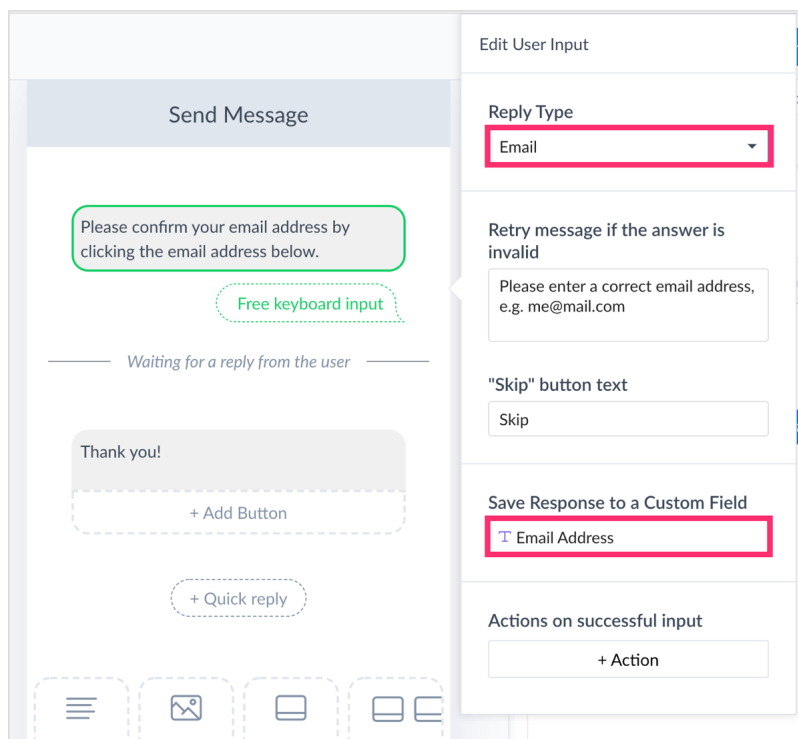 Send Message
Please confirm your email address by
clicking the email address below.
Free keyboard input
Waiting for a reply from the user
Thank you!
+ Add Button
+ Quick reply
Edit User Input
Reply Type
Email
Retry message if the answer is
invalid
Please enter a correct email address,
e.g. me@mail.com
"Skip" button text
Skip
Save Response to a Custom Field
T Email Address
Actions on successful input
+ Action